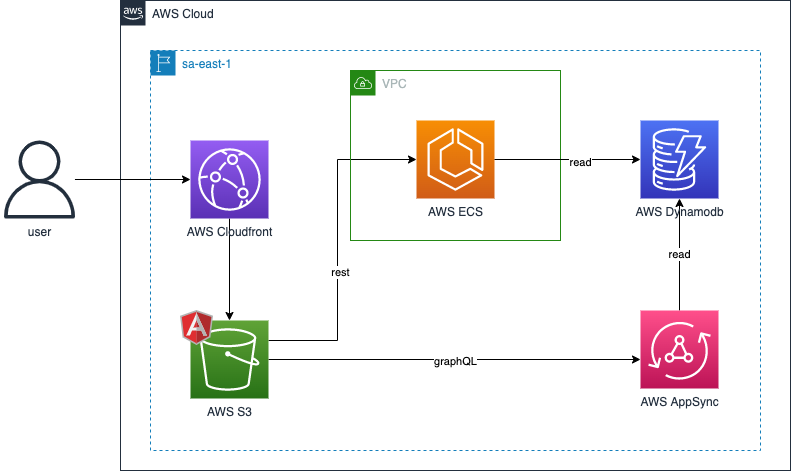 aws
AWS Cloud
sa-east-1
VPC
user
AWS Cloudfront
AWS ECS
read
AWS Dynamodb
rest
read
A
AWS S3
graphQL
AWS AppSync